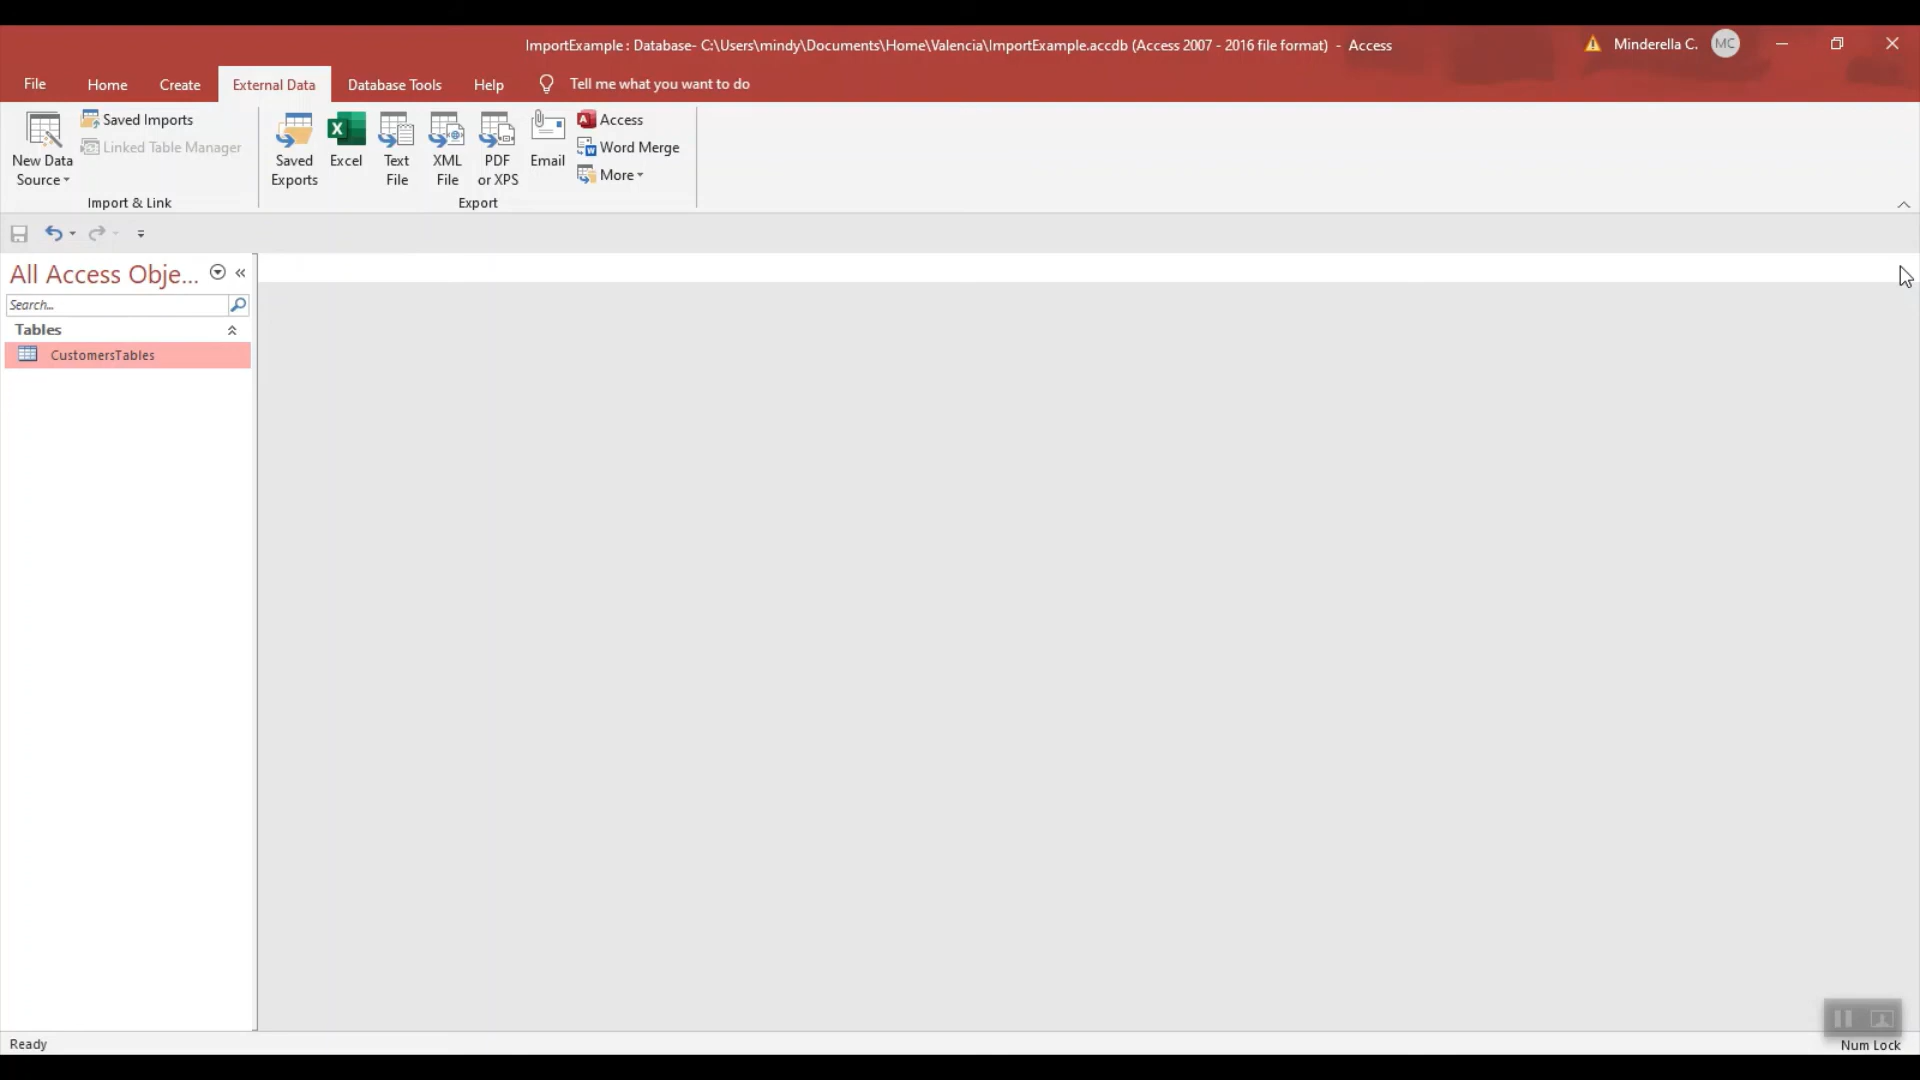 ImportExample : Database- C:\Users\mindy\Documents\Home\Valencia\ImportExample.accdb (Access 2007 - 2016 file format) - Access
Minderella C. MC
File Home Create External Data Database Tools Help Tell me what you want to do
New Data Source
Saved Imports
Linked Table Manager
Import & Link
Saved Exports
Excel
Text File
XML File
PDF or XPS
Email
Access
Word Merge
More
Export
All Access Obje...
Search...
Tables
CustomersTables
Ready
Num Lock